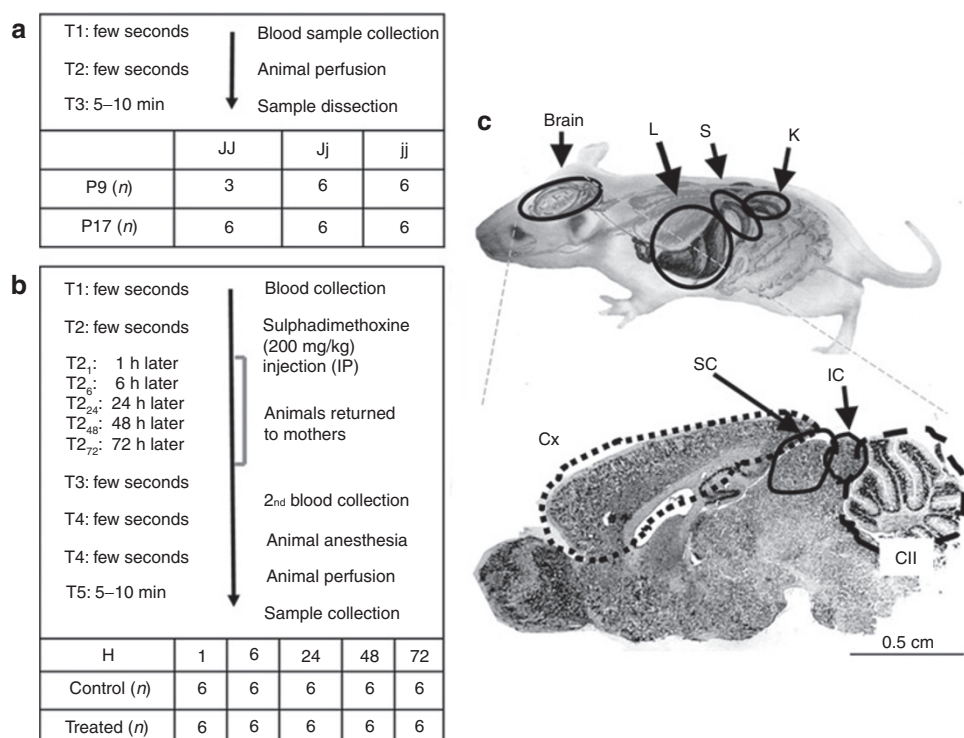 a
T1: few seconds Blood sample collection
T2: few seconds Animal perfusion
T3: 5–10 min Sample dissection
JJ Jj jj
P9 (n) 3 6 6
P17 (n) 6 6 6
b
T1: few seconds Blood collection
T2: few seconds Sulphadimethoxine
(200 mg/kg)
injection (IP)
T2₁: 1 h later
T2₆: 6 h later
T2₂₄: 24 h later
T2₄₈: 48 h later
T2₇₂: 72 h later
Animals returned
to mothers
T3: few seconds 2nd blood collection
T4: few seconds Animal anesthesia
T4: few seconds Animal perfusion
T5: 5–10 min Sample collection
H 1 6 24 48 72
Control (n) 6 6 6 6 6
Treated (n) 6 6 6 6 6
c
Brain L S K
SC IC
Cx
CII
0.5 cm